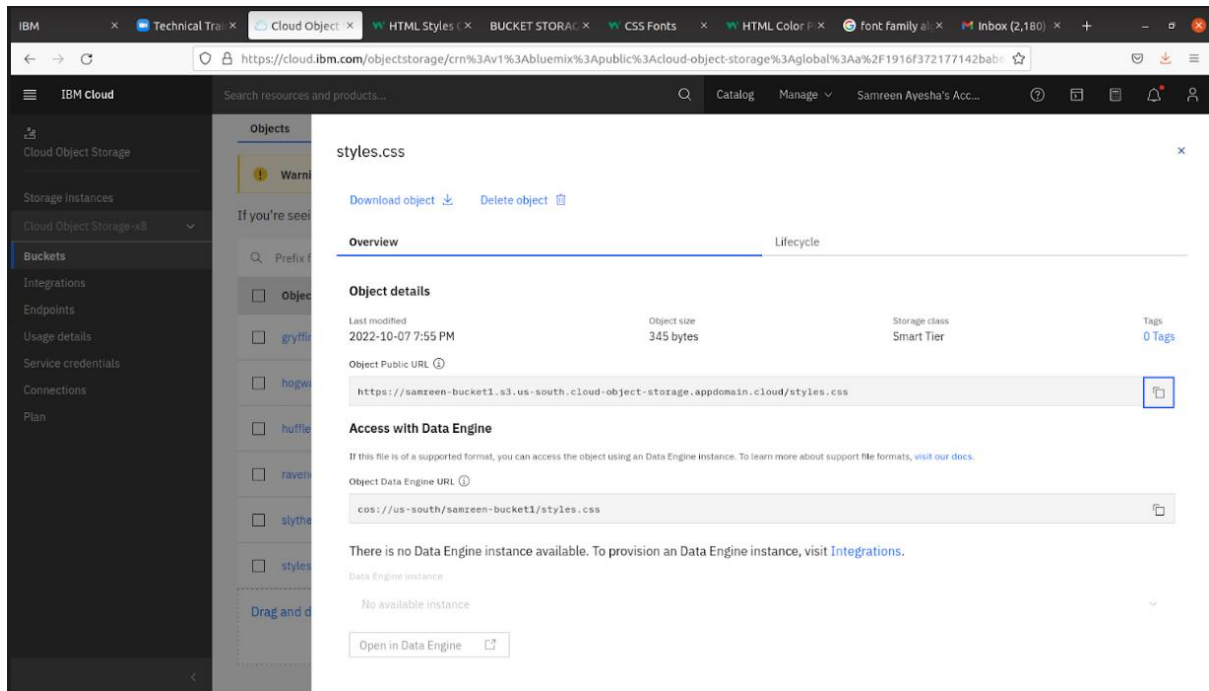 IBM × Technical Tra × Cloud Object × HTML Styles C × BUCKET STORAG × CSS Fonts × HTML Color P × font family al × Inbox (2,180) × +
https://cloud.ibm.com/objectstorage/crn%3Av1%3Abluemix%3Apublic%3Acloud-object-storage%3Aglobal%3Aa%2F1916f372177142bab
IBM Cloud
Search resources and products...
Catalog Manage Samreen Ayesha's Acc...
Cloud Object Storage
Storage instances
Cloud Object Storage-x8
Buckets
Integrations
Endpoints
Usage details
Service credentials
Connections
Plan
Objects
Warni
If you're seei
Prefix f
Objec
gryffin
hogwa
huffle
raven
slythe
styles
Drag and d
styles.css
Download object Delete object
Overview Lifecycle
Object details
Last modified Object size Storage class Tags
2022-10-07 7:55 PM 345 bytes Smart Tier 0 Tags
Object Public URL
https://samreen-bucket1.s3.us-south.cloud-object-storage.appdomain.cloud/styles.css
Access with Data Engine
If this file is of a supported format, you can access the object using an Data Engine instance. To learn more about support file formats, visit our docs.
Object Data Engine URL
cos://us-south/samreen-bucket1/styles.css
There is no Data Engine instance available. To provision an Data Engine instance, visit Integrations.
Data Engine instance
No available instance
Open in Data Engine